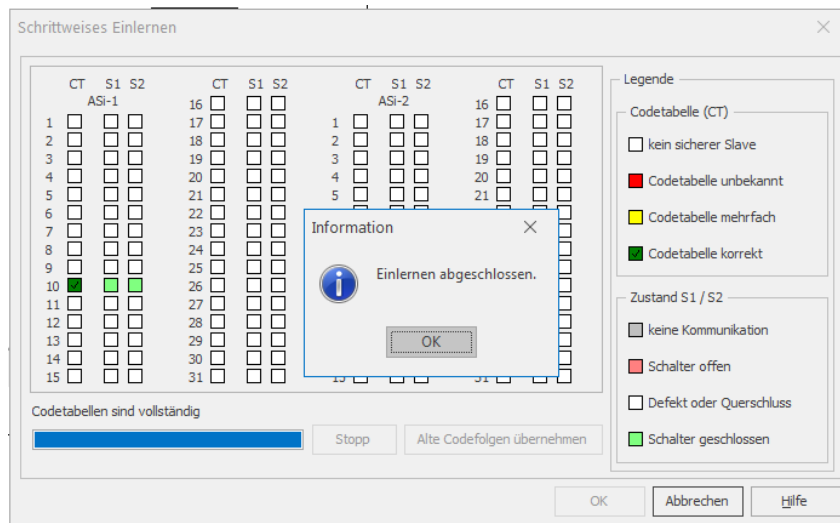 Schrittweises Einlernen
CT S1 S2 CT S1 S2 CT S1 S2 CT S1 S2
ASi-1 16 ASi-2 16
1 17 1 17
2 18 2 18
3 19 3 19
4 20 4 20
5 21 5 21
6 22
7 23
8 24
9 25
10 26
11 27
12 28
13 29
14 30
15 31 15 31
Information
Einlernen abgeschlossen.
OK
Codetabellen sind vollständig
Stopp Alte Codefolgen übernehmen
Legende
Codetabelle (CT)
kein sicherer Slave
Codetabelle unbekannt
Codetabelle mehrfach
Codetabelle korrekt
Zustand S1 / S2
keine Kommunikation
Schalter offen
Defekt oder Querschluss
Schalter geschlossen
OK Abbrechen Hilfe